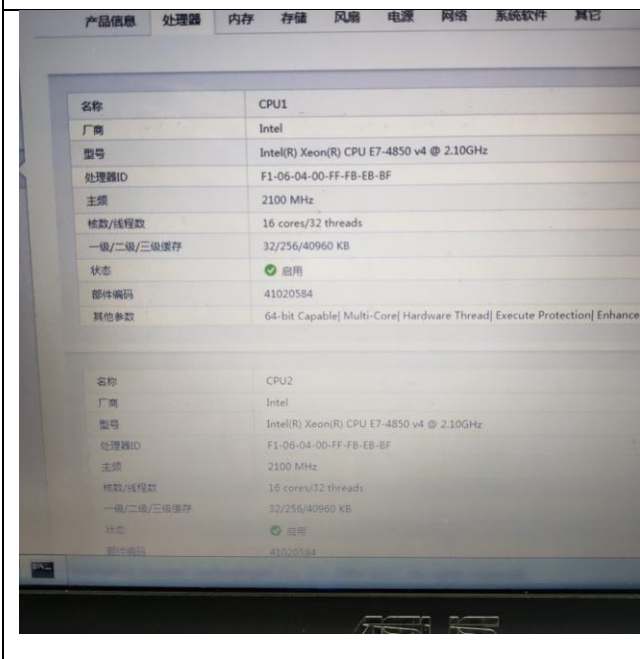 产品信息 处理器 内存 存储 风扇 电源 网络 系统软件 其它
名称 CPU1
厂商 Intel
型号 Intel(R) Xeon(R) CPU E7-4850 v4 @ 2.10GHz
处理器ID F1-06-04-00-FF-FB-EB-BF
主频 2100 MHz
核数/线程数 16 cores/32 threads
一级/二级/三级缓存 32/256/40960 KB
状态 启用
部件编码 41020584
其他参数 64-bit Capable| Multi-Core| Hardware Thread| Execute Protection| Enhance
名称 CPU2
厂商 Intel
型号 Intel(R) Xeon(R) CPU E7-4850 v4 @ 2.10GHz
处理器ID F1-06-04-00-FF-FB-EB-BF
主频 2100 MHz
核数/线程数 16 cores/32 threads
一级/二级/三级缓存 32/256/40960 KB
状态 启用
部件编码 41020584
ASUS